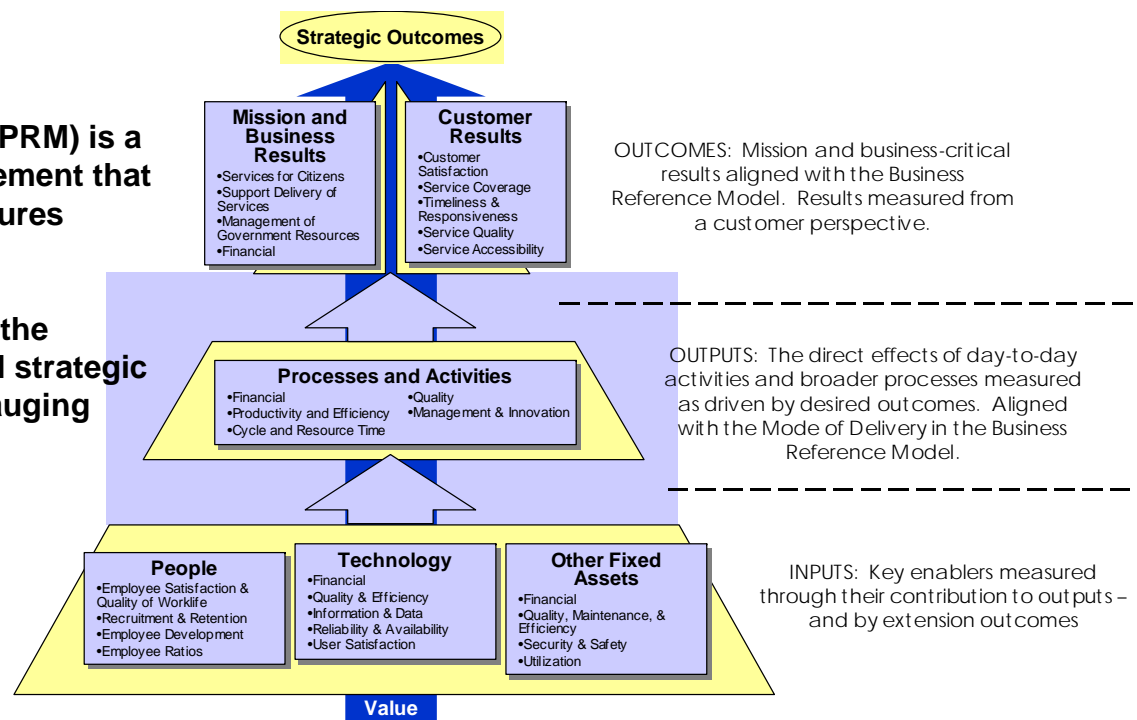 Strategic Outcomes
PRM) is a
ement that
ures
the
strategic
auging
Mission and
Business
Results
•Services for Citizens
•Support Delivery of
Services
•Management of
Government Resources
•Financial
Customer
Results
•Customer
Satisfaction
•Service Coverage
•Timeliness &
Responsiveness
•Service Quality
•Service Accessibility
OUTCOMES: Mission and business-critical
results aligned with the Business
Reference Model. Results measured from
a customer perspective.
Processes and Activities
•Financial
•Productivity and Efficiency
•Cycle and Resource Time
•Quality
•Management & Innovation
OUTPUTS: The direct effects of day-to-day
activities and broader processes measured
as driven by desired outcomes. Aligned
with the Mode of Delivery in the Business
Reference Model.
People
•Employee Satisfaction &
Quality of Worklife
•Recruitment & Retention
•Employee Development
•Employee Ratios
Technology
•Financial
•Quality & Efficiency
•Information & Data
•Reliability & Availability
•User Satisfaction
Other Fixed
Assets
•Financial
•Quality, Maintenance, &
Efficiency
•Security & Safety
•Utilization
INPUTS: Key enablers measured
through their contribution to outputs –
and by extension outcomes
Value